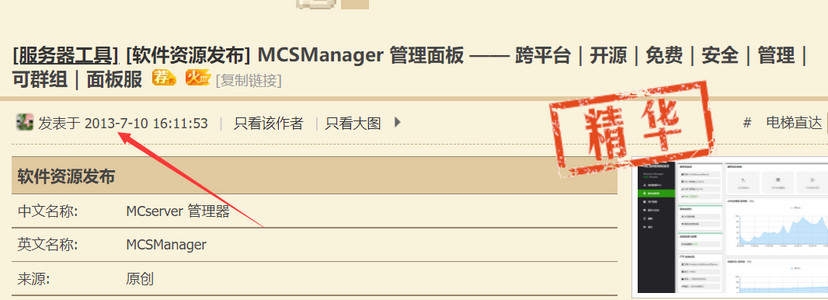 [服务器工具] [软件资源发布] MCSManager 管理面板 —— 跨平台｜开源｜免费｜安全｜管理｜
可群组｜面板服 荐 火 [复制链接]
发表于 2013-7-10 16:11:53 | 只看该作者 | 只看大图
精华
# 电梯直达
软件资源发布
中文名称: MCserver 管理器
英文名称: MCSManager
来源: 原创